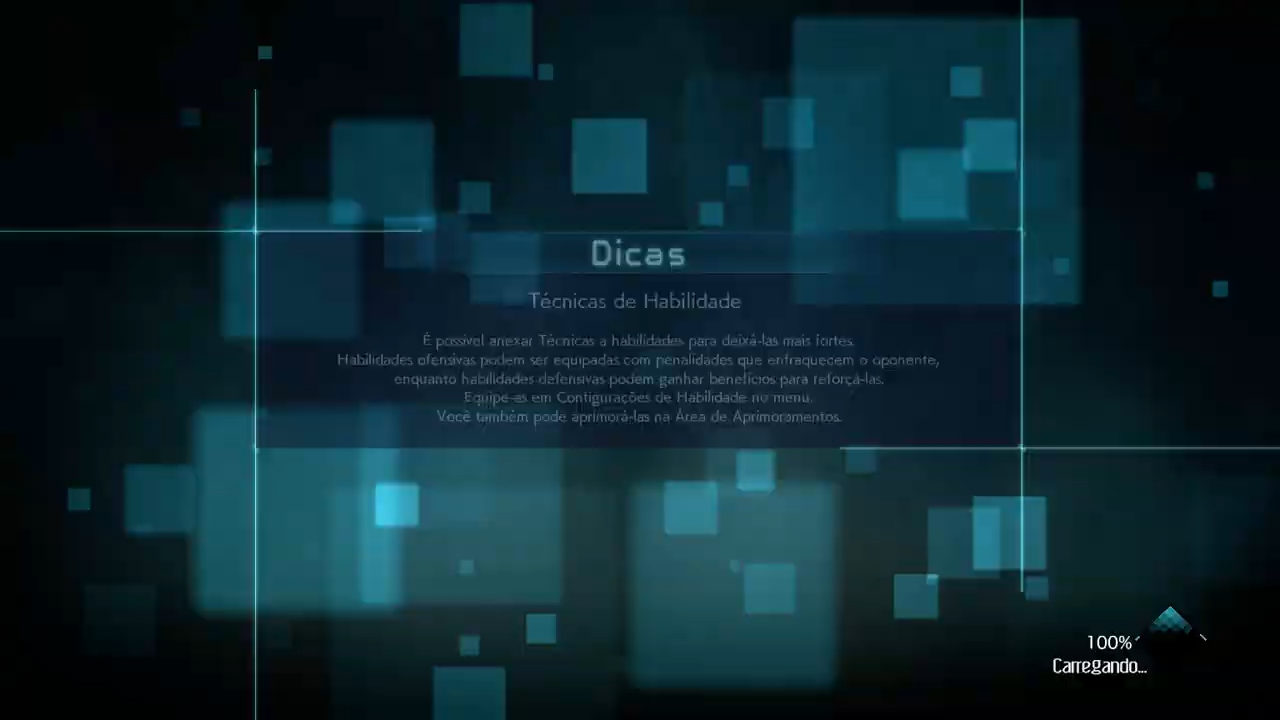 Dicas
Técnicas de Habilidade
É possível anexar Técnicas a habilidades para deixá-las mais fortes.
Habilidades ofensivas podem ser equipadas com penalidades que enfraquecem o oponente,
enquanto habilidades defensivas podem ganhar benefícios para reforçá-las.
Equipe-as em Configurações de Habilidade no menu.
Você também pode aprimorá-las na Área de Aprimoramentos.
100%
Carregando...